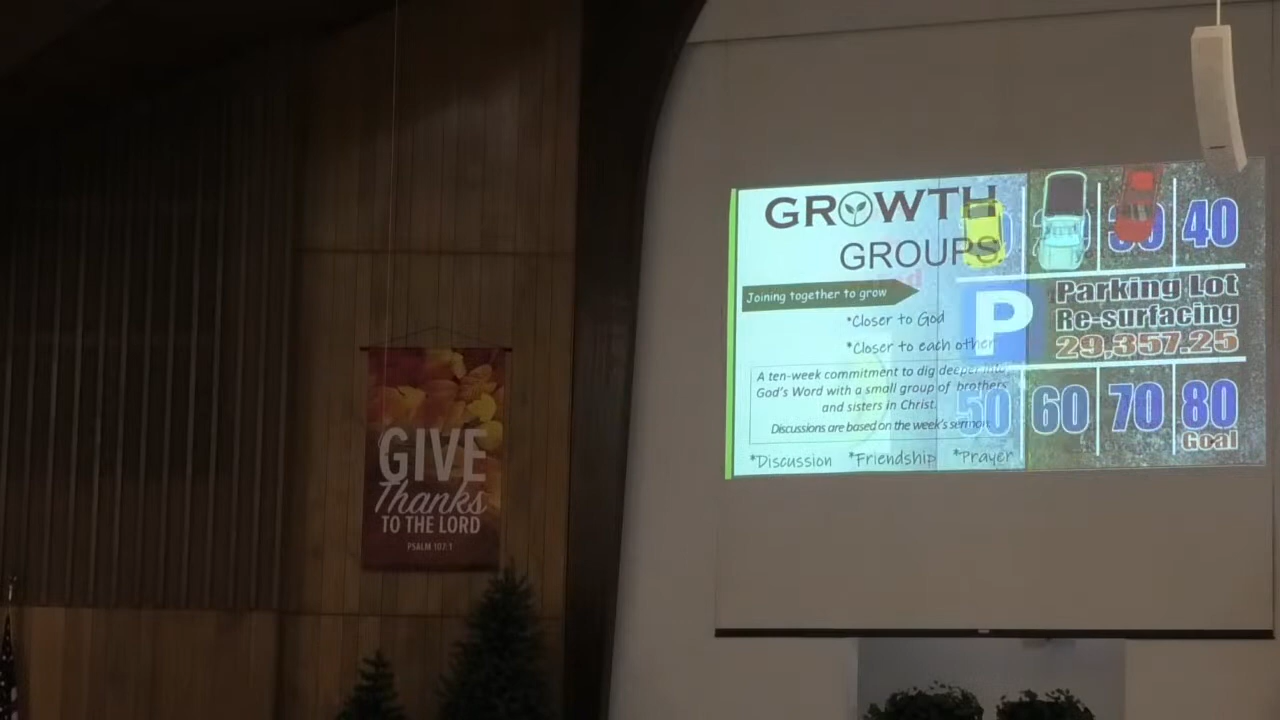 GROWTH
GROUPS
Joining together to grow
*Closer to God
*Closer to each other
A ten-week commitment to dig deeper into
God's Word with a small group of brothers
and sisters in Christ.
Discussions are based on the week's sermon.
*Discussion *Friendship *Prayer
40
P
Parking Lot
Re-surfacing
29,357.25
50 60 70 80
Goal
GIVE
Thanks
TO THE LORD
PSALM 107:1